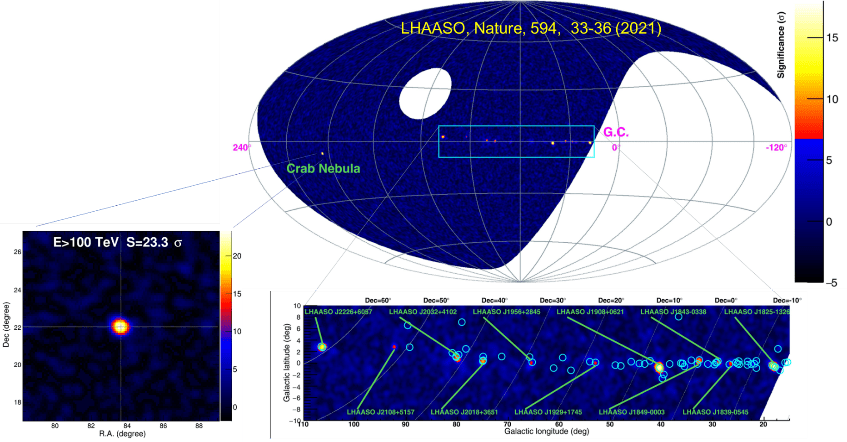 LHAASO, Nature, 594, 33-36 (2021)
Significance (σ)
15
10
5
0
−5
240°
G.C.
0°
-120°
Crab Nebula
E>100 TeV S=23.3 σ
26
24
22
20
18
Dec (degree)
80 82 84 86 88
R.A. (degree)
20
15
10
5
0
Dec=60° Dec=50° Dec=40° Dec=30° Dec=20° Dec=10° Dec=0° Dec=-10°
LHAASO J2226+6057 LHAASO J2032+4102 LHAASO J1956+2845 LHAASO J1908+0621 LHAASO J1843-0338 LHAASO J1825-1326
10
8
6
4
2
0
−2
−4
−6
−8
−10
Galactic latitude (deg)
LHAASO J2108+5157 LHAASO J2018+3651 LHAASO J1929+1745 LHAASO J1849-0003 LHAASO J1839-0545
110 100 90 80 70 60 50 40 30 20
Galactic longitude (deg)